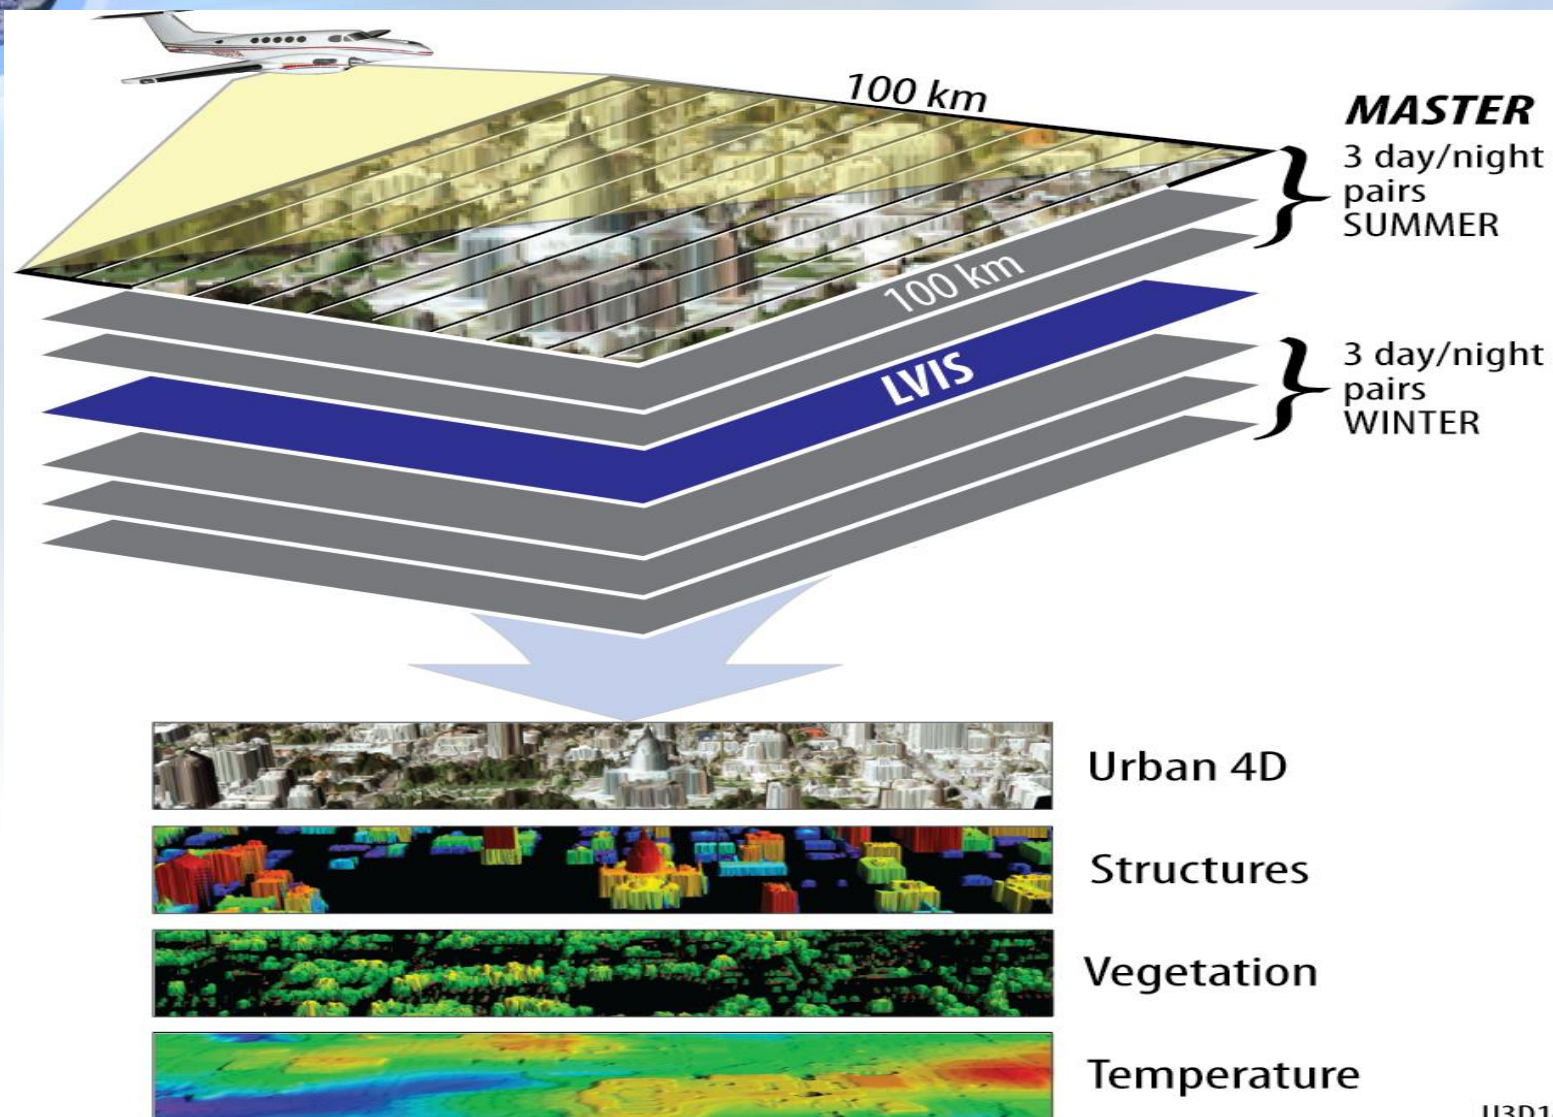 100 km
MASTER
3 day/night
pairs
SUMMER
100 km
LVIS
3 day/night
pairs
WINTER
Urban 4D
Structures
Vegetation
Temperature